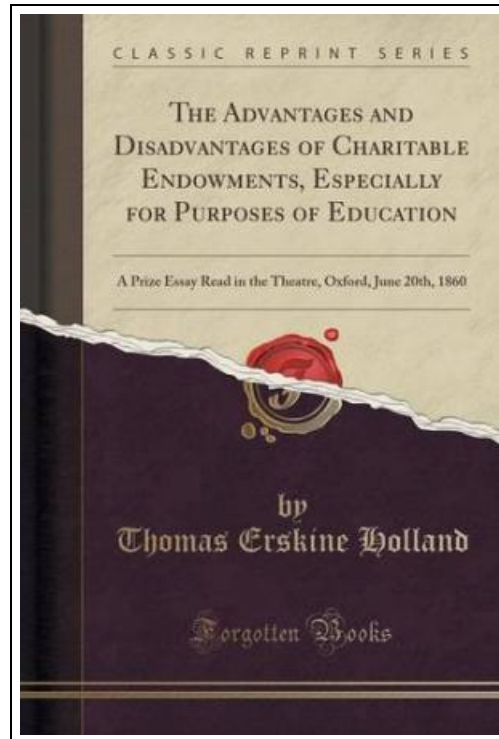 CLASSIC REPRINT SERIES
THE ADVANTAGES AND
DISADVANTAGES OF CHARITABLE
ENDOWMENTS, ESPECIALLY
FOR PURPOSES OF EDUCATION
A Prize Essay Read in the Theatre, Oxford, June 20th, 1860
by
Thomas Erskine Holland
Forgotten Books